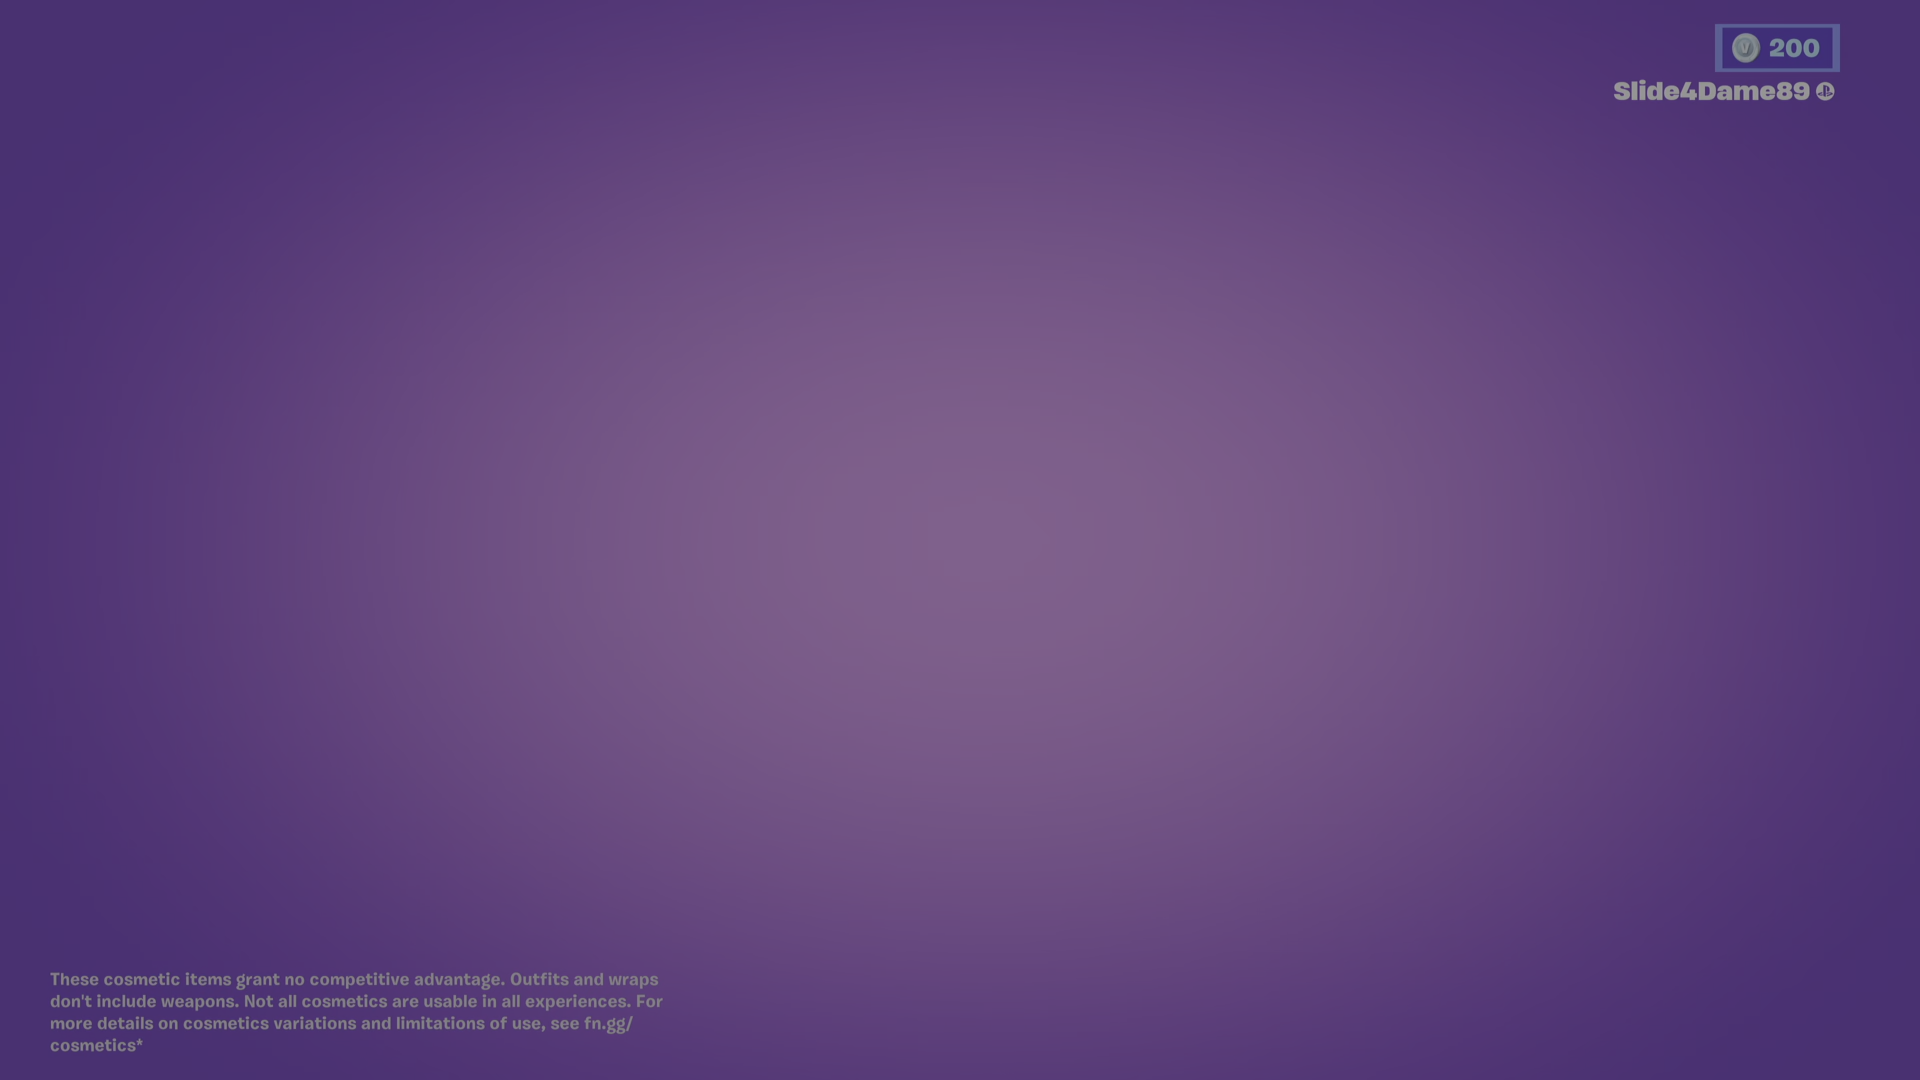 200
Slide4Dame89
These cosmetic items grant no competitive advantage. Outfits and wraps
don't include weapons. Not all cosmetics are usable in all experiences. For
more details on cosmetics variations and limitations of use, see fn.gg/
cosmetics*